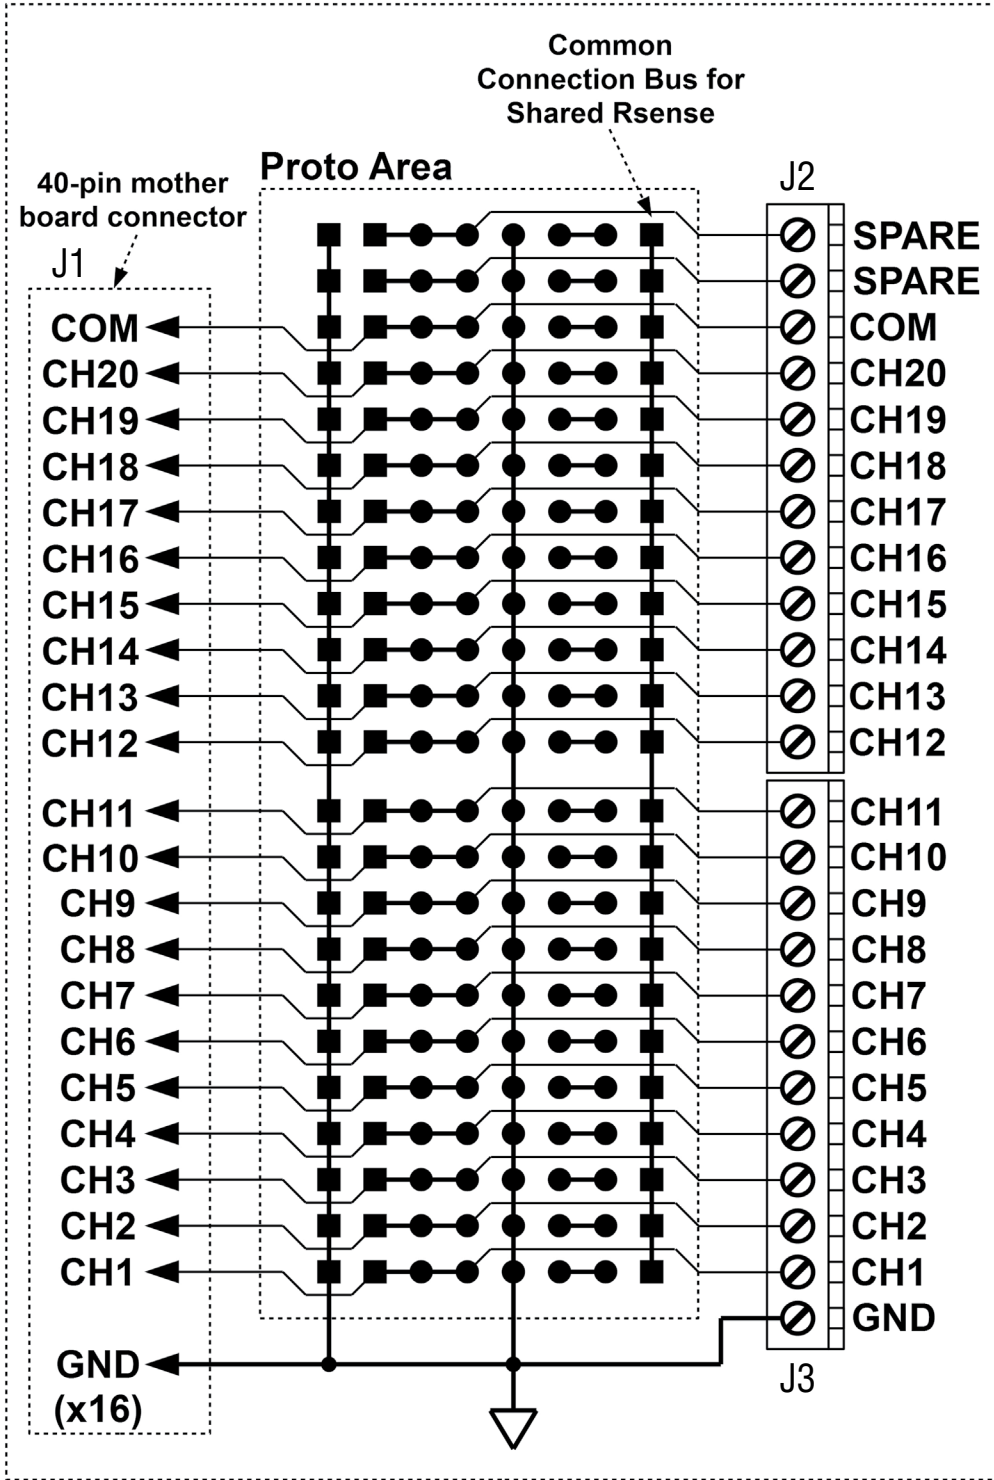 Common
Connection Bus for
Shared Rsense
Proto Area
40-pin mother
board connector
J1
J2
SPARE
SPARE
COM
COM
CH20
CH20
CH19
CH19
CH18
CH18
CH17
CH17
CH16
CH16
CH15
CH15
CH14
CH14
CH13
CH13
CH12
CH12
CH11
CH11
CH10
CH10
CH9
CH9
CH8
CH8
CH7
CH7
CH6
CH6
CH5
CH5
CH4
CH4
CH3
CH3
CH2
CH2
CH1
CH1
GND
GND
(x16)
J3